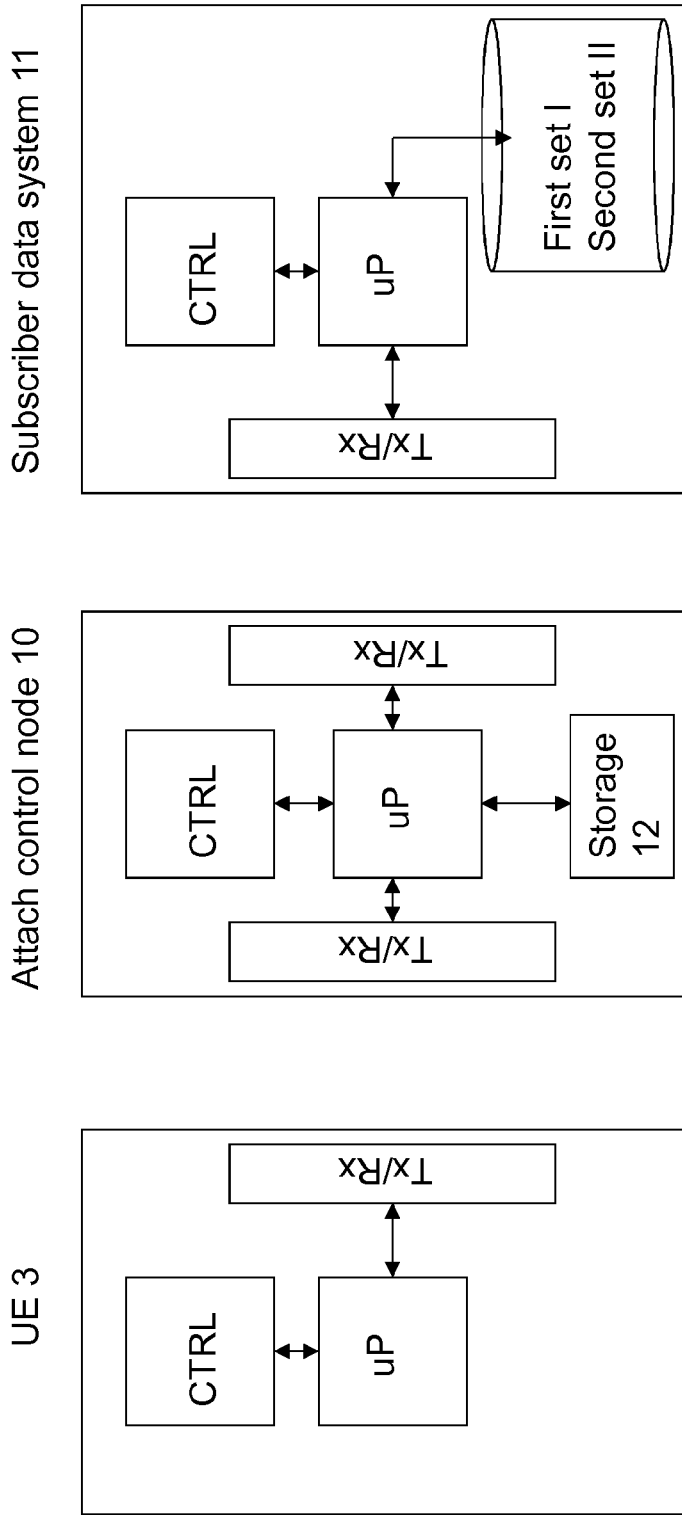 UE 3
CTRL
uP
Tx/Rx
Attach control node 10
Tx/Rx
CTRL
uP
Storage
12
Tx/Rx
Subscriber data system 11
Tx/Rx
CTRL
uP
First set I
Second set II